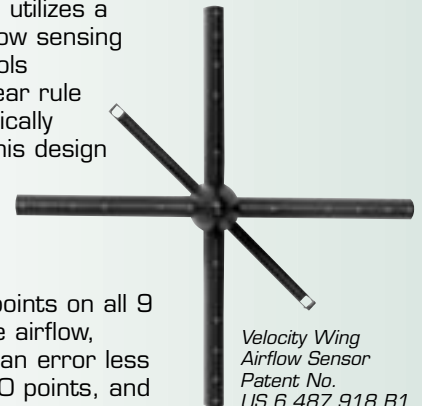 utilizes a
ow sensing
ols
ear rule
ically
his design
points on all 9
e airflow,
an error less
0 points, and
Velocity Wing
Airflow Sensor
Patent No.
US 6,487,918 B1